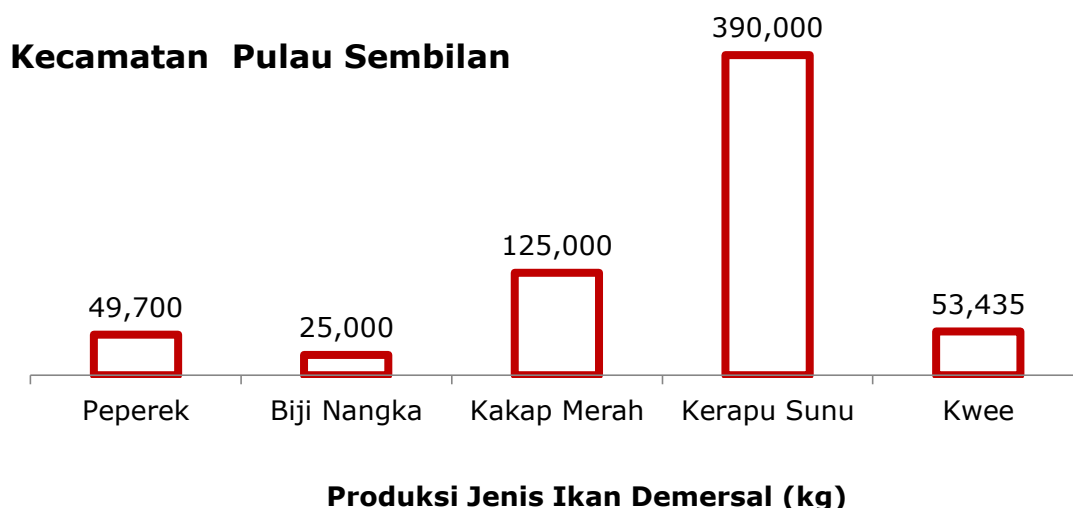 Kecamatan  Pulau Sembilan
390,000
125,000
49,700
25,000
53,435
Peperek
Biji Nangka
Kakap Merah
Kerapu Sunu
Kwee
Produksi Jenis Ikan Demersal (kg)